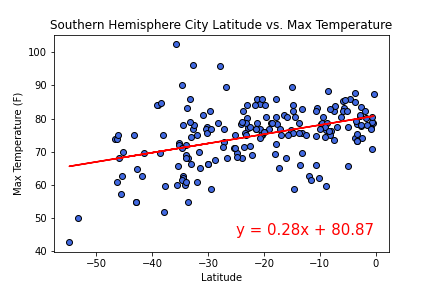 Southern Hemisphere City Latitude vs. Max Temperature
100
90
80
70
60
50
40
Max Temperature (F)
y = 0.28x + 80.87
−50 −40 −30 −20 −10 0
Latitude